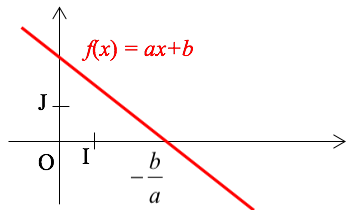 f(x) = ax+b
J
O
I
-b/a